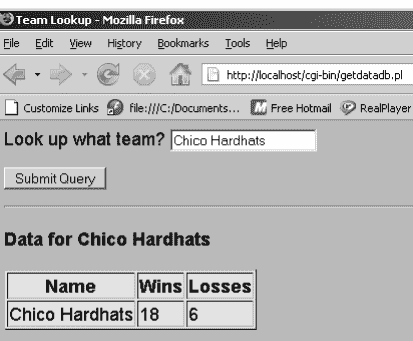 Team Lookup - Mozilla Firefox
File Edit View History Bookmarks Tools Help
http://localhost/cgi-bin/getdatadb.pl
Customize Links file:///C:/Documents... Free Hotmail RealPlayer
Look up what team? Chico Hardhats
Submit Query
Data for Chico Hardhats
Name Wins Losses
Chico Hardhats 18 6